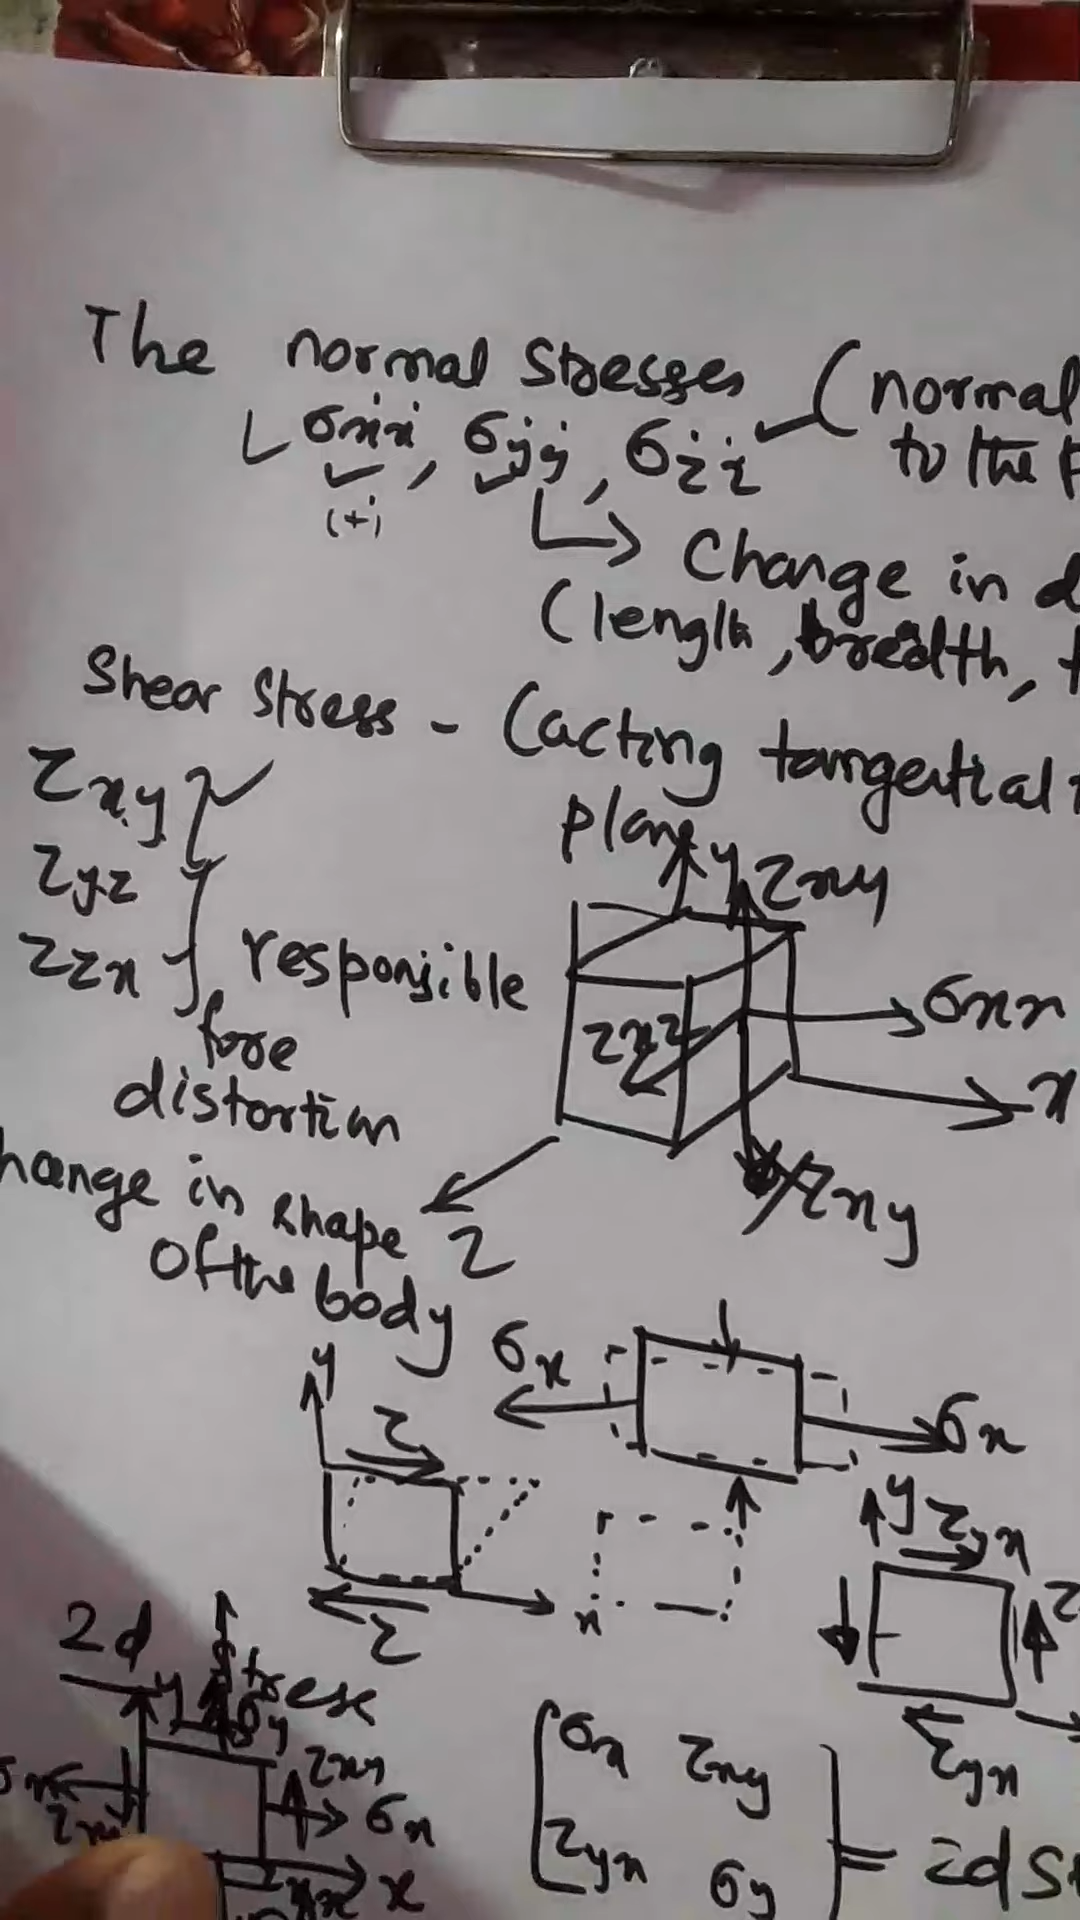 The normal Stresses (normal
σxx, σyy, σzz to the
(+)
→ Change in
(length, breadth,
Shear Stress - (acting tangential
plane
τxy
τyz
τzx
responsible
fore
distortion
hange in shape
of the body
y τxy
σxx
τxz
x
τxy
z
σx
σx
y
τ
τ
x
y τyx
τyx
2d Stress
y σy
τxy
σx
x
σx τxy
τyx σy
= 2d